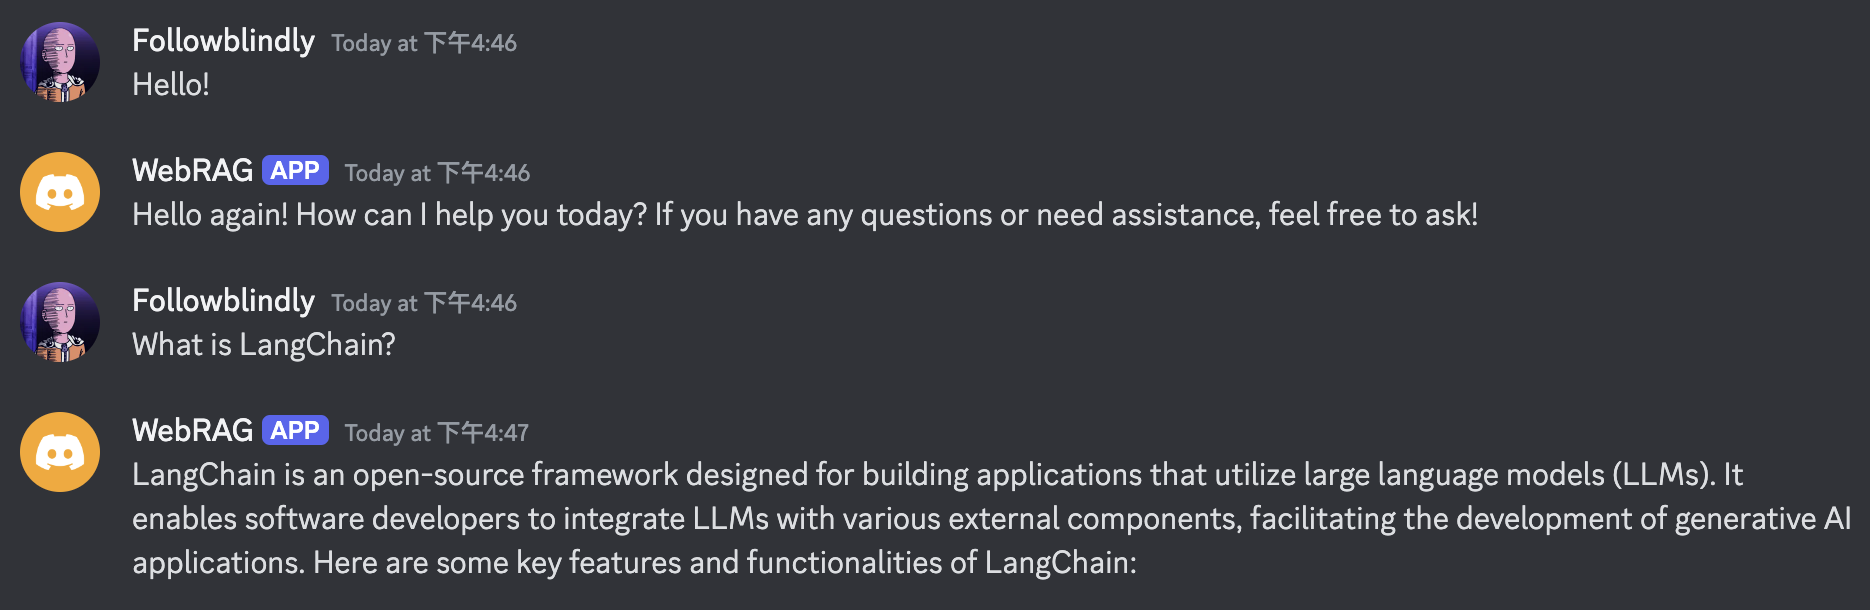 Followblindly Today at 下午4:46
Hello!
WebRAG APP Today at 下午4:46
Hello again! How can I help you today? If you have any questions or need assistance, feel free to ask!
Followblindly Today at 下午4:46
What is LangChain?
WebRAG APP Today at 下午4:47
LangChain is an open-source framework designed for building applications that utilize large language models (LLMs). It
enables software developers to integrate LLMs with various external components, facilitating the development of generative AI
applications. Here are some key features and functionalities of LangChain: